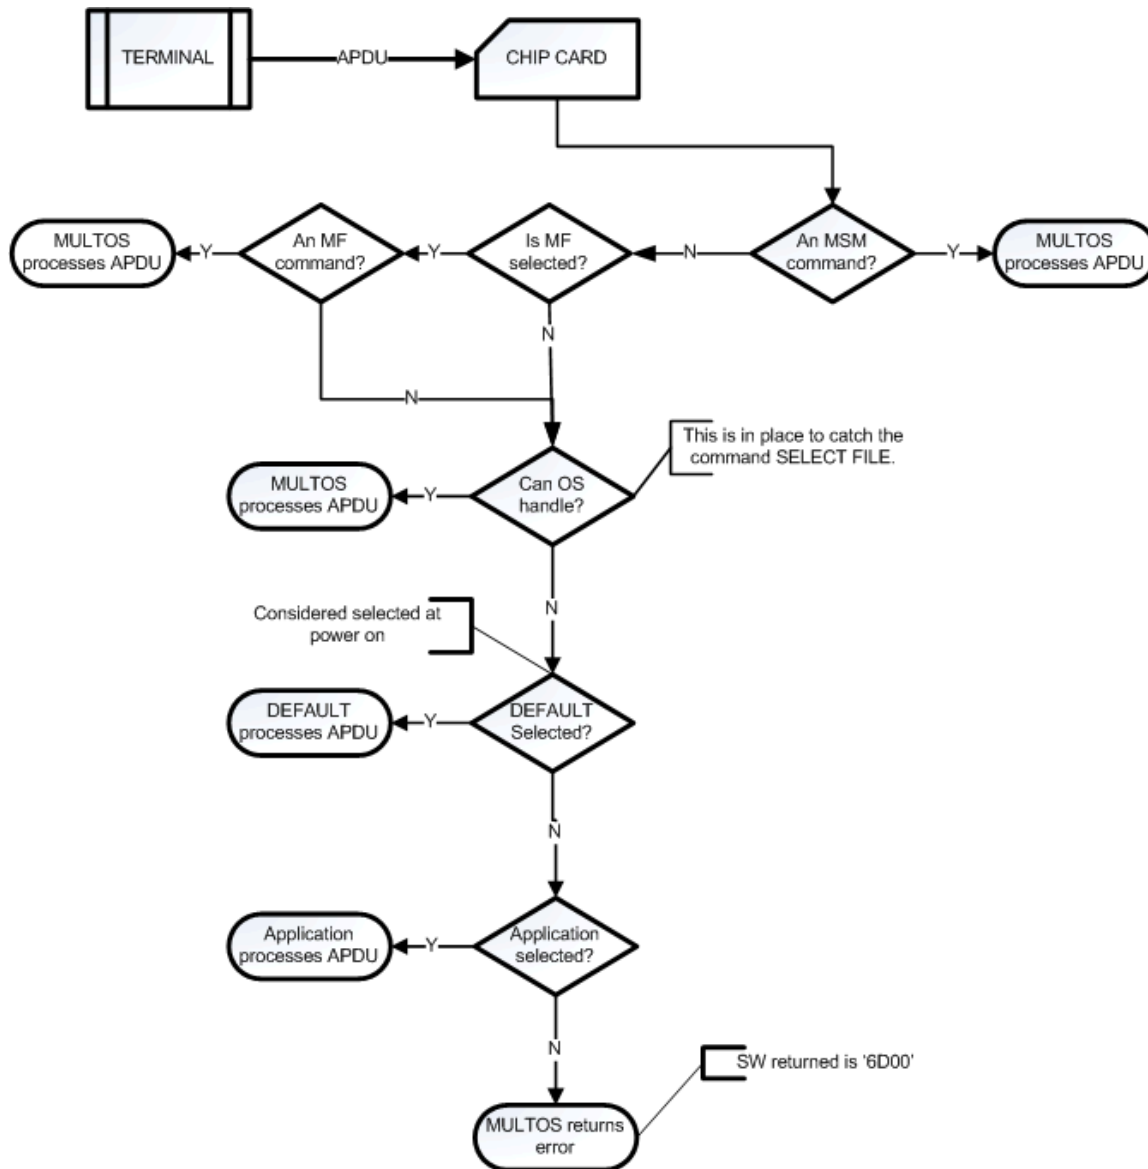 TERMINAL
APDU
CHIP CARD
MULTOS
processes APDU
Y
An MF
command?
Y
Is MF
selected?
N
An MSM
command?
Y
MULTOS
processes APDU
N
N
This is in place to catch the
command SELECT FILE.
MULTOS
processes APDU
Y
Can OS
handle?
N
Considered selected at
power on
DEFAULT
processes APDU
Y
DEFAULT
Selected?
N
Application
processes APDU
Y
Application
selected?
N
SW returned is '6D00'
MULTOS returns
error